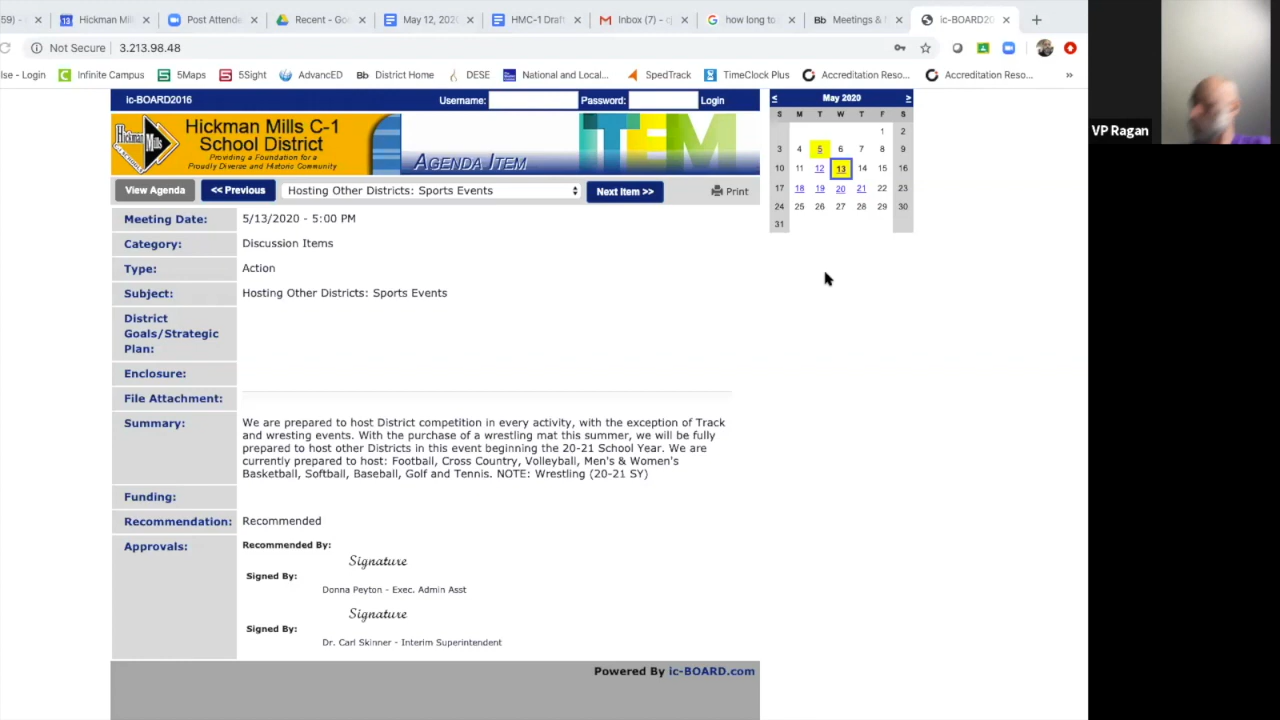 59) -
Hickman Mill
Post Attende
Recent - Go
May 12, 202
HMC-1 Draf
Inbox (7) - cj
how long to
Meetings & N
ic-BOARD20
Not Secure 3.213.98.48
lse - Login
Infinite Campus
5Maps
5Sight
AdvancED
District Home
DESE
National and Local...
SpedTrack
TimeClock Plus
Accreditation Reso...
Accreditation Reso...
»
Ic-BOARD2016
Username:
Password:
Login
Hickman Mills
Hickman Mills C-1
School District
Providing a Foundation for a
Proudly Diverse and Historic Community
AGENDA ITEM
ITEM
View Agenda
<< Previous
Hosting Other Districts: Sports Events
Next Item >>
Print
Meeting Date: 5/13/2020 - 5:00 PM
Category: Discussion Items
Type: Action
Subject: Hosting Other Districts: Sports Events
District
Goals/Strategic
Plan:
Enclosure:
File Attachment:
Summary: We are prepared to host District competition in every activity, with the exception of Track
and wresting events. With the purchase of a wrestling mat this summer, we will be fully
prepared to host other Districts in this event beginning the 20-21 School Year. We are
currently prepared to host: Football, Cross Country, Volleyball, Men's & Women's
Basketball, Softball, Baseball, Golf and Tennis. NOTE: Wrestling (20-21 SY)
Funding:
Recommendation: Recommended
Approvals: Recommended By:
Signature
Signed By:
Donna Peyton - Exec. Admin Asst
Signature
Signed By:
Dr. Carl Skinner - Interim Superintendent
Powered By ic-BOARD.com
< May 2020 >
S M T W T F S
1 2
3 4 5 6 7 8 9
10 11 12 13 14 15 16
17 18 19 20 21 22 23
24 25 26 27 28 29 30
31
VP Ragan